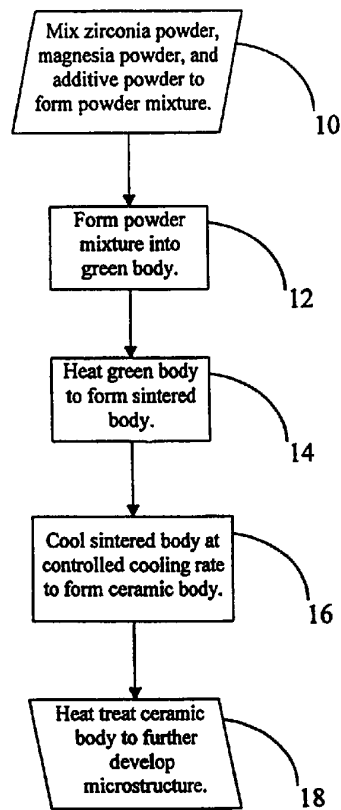 Mix zirconia powder,
magnesia powder, and
additive powder to
form powder mixture.
10
Form powder
mixture into
green body.
12
Heat green body
to form sintered
body.
14
Cool sintered body at
controlled cooling rate
to form ceramic body.
16
Heat treat ceramic
body to further
develop
microstructure.
18